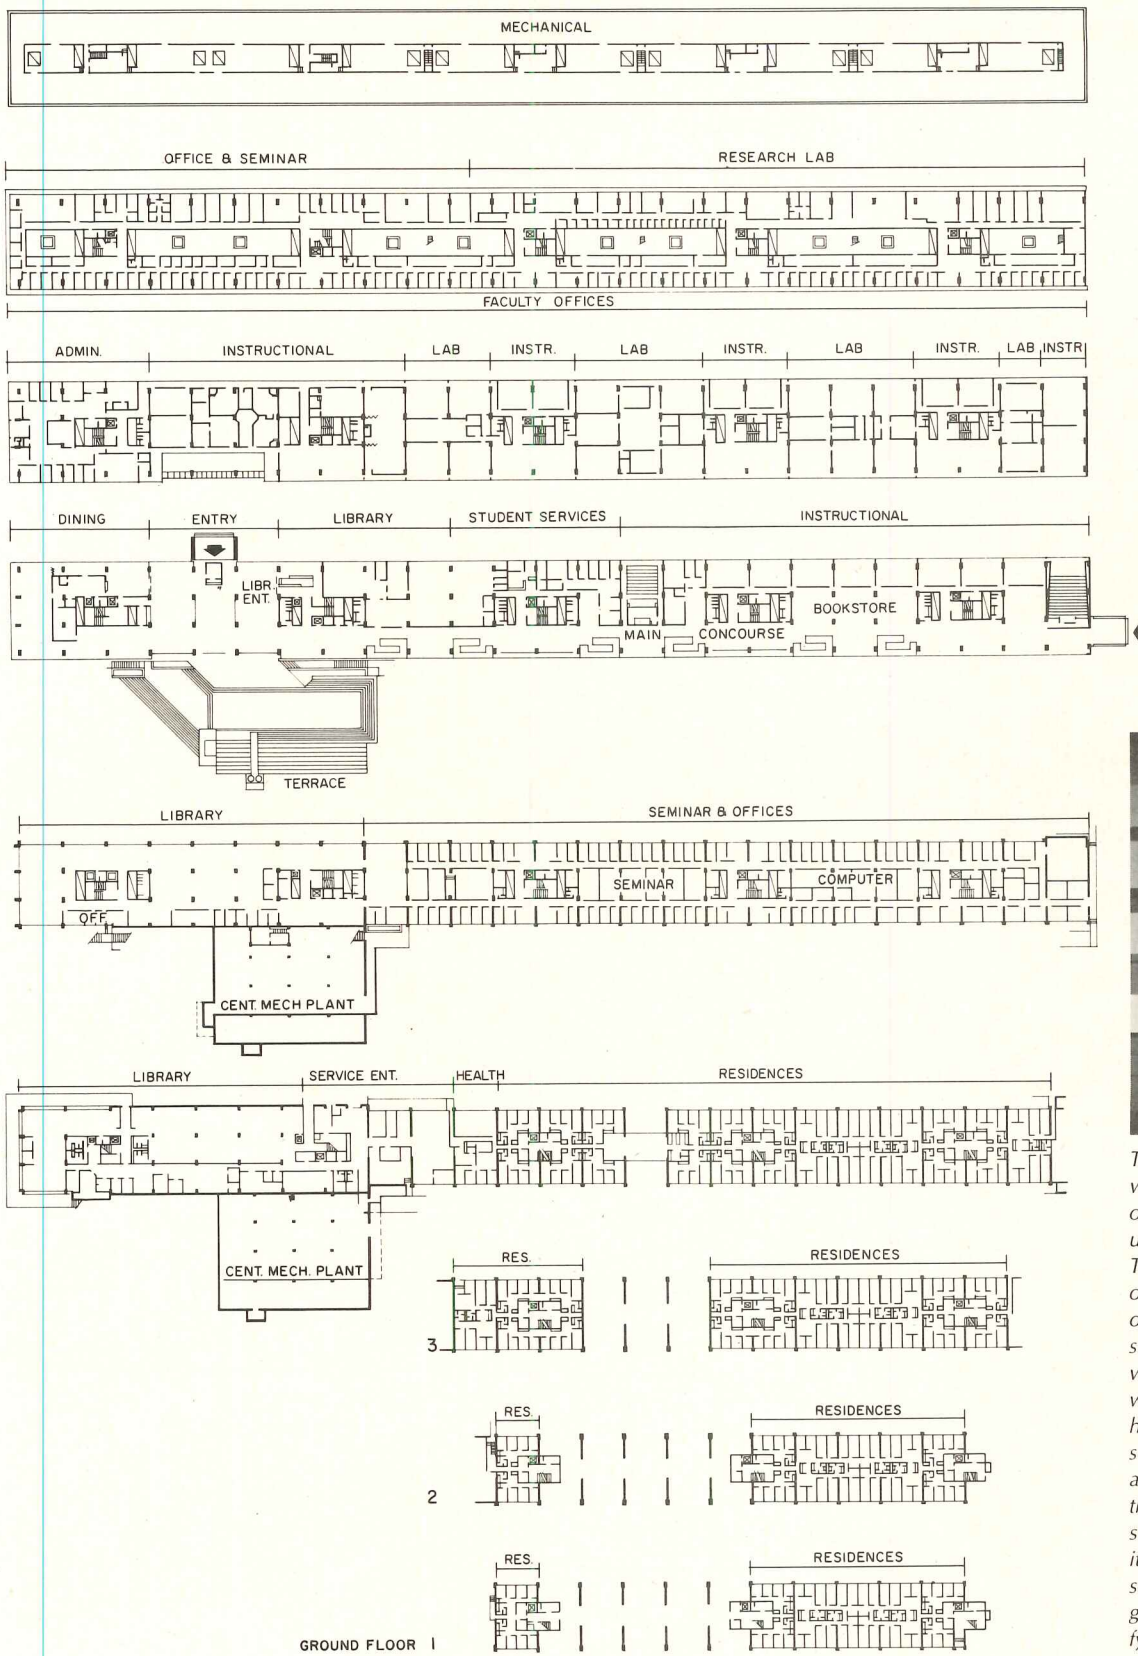 MECHANICAL
OFFICE & SEMINAR RESEARCH LAB
FACULTY OFFICES
ADMIN. INSTRUCTIONAL LAB INSTR. LAB INSTR. LAB INSTR. LAB INSTR
DINING ENTRY LIBRARY STUDENT SERVICES INSTRUCTIONAL
LIBR.
ENT.
BOOKSTORE
MAIN CONCOURSE
TERRACE
LIBRARY SEMINAR & OFFICES
SEMINAR COMPUTER
OFF.
CENT. MECH PLANT
LIBRARY SERVICE ENT. HEALTH RESIDENCES
CENT. MECH. PLANT
RES. RESIDENCES
3
RES. RESIDENCES
2
RES. RESIDENCES
GROUND FLOOR 1